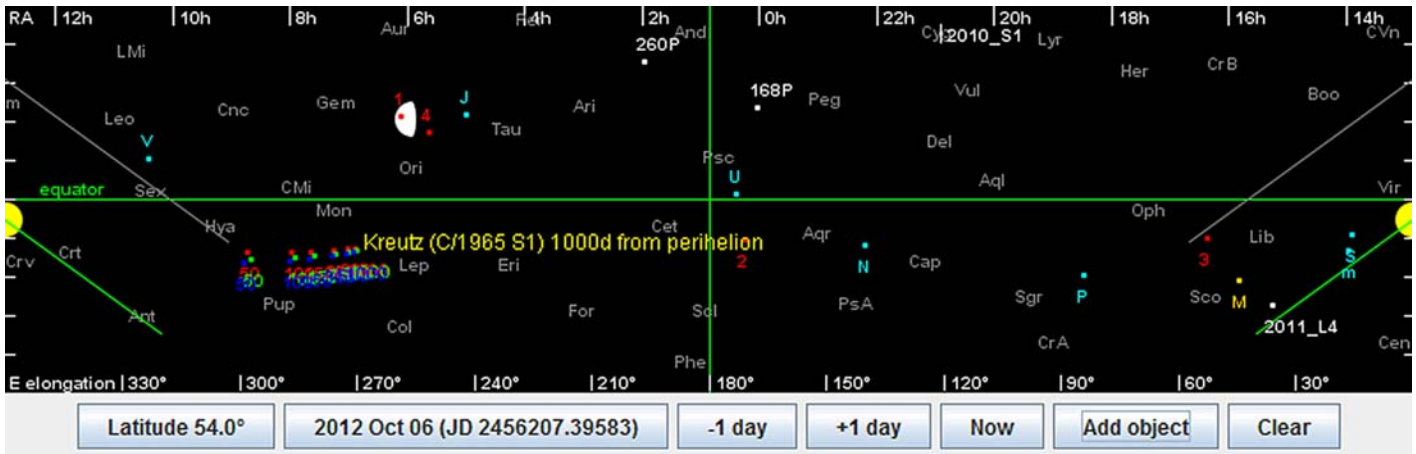 RA 12h 10h 8h 6h 4h 2h 0h 22h 20h 18h 16h 14h
Aur And Cyg 2010_S1 Lyr CVn
LMi 260P CrB
Her
Cnc Gem 1 J Ari 168P Peg Vul Boo
m Leo 4 Tau
V Del
Ori Psc
equator Sex CMi U Aql Vir
Hya Mon Cet Aqr Oph Lib
Kreutz (C/1965 S1) 1000d from perihelion
Crv Crt 50 Lep Eri 2 N Cap 3 S
50 m
Ant Pup For Scl PsA Sgr P Sco M
Col 2011_L4
Phe CrA Cen
E elongation 330° 300° 270° 240° 210° 180° 150° 120° 90° 60° 30°
Latitude 54.0° 2012 Oct 06 (JD 2456207.39583) -1 day +1 day Now Add object Clear